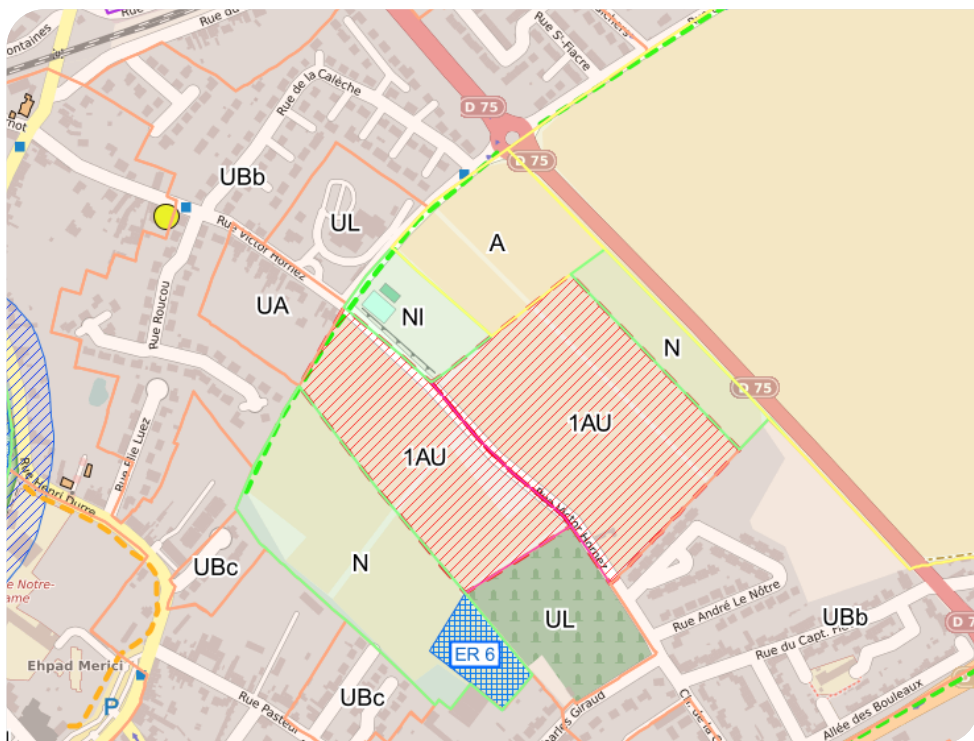 Rue du
Rue St-Fiacre
D 75
Rue de la Calèche
D 75
UBb
Rue Victor Hornez
UL
A
UA
Nl
Rue Roucou
N
D 75
1AU
1AU
Rue Elie Luez
Rue Henri Durre
Rue Victor Hornez
UBc
N
Rue André Le Nôtre
UL
UBb
Rue du Capt.
ER 6
Ehpad Merici
P
UBc
Rue Pasteur
Charles Giraud
Allée des Bouleaux